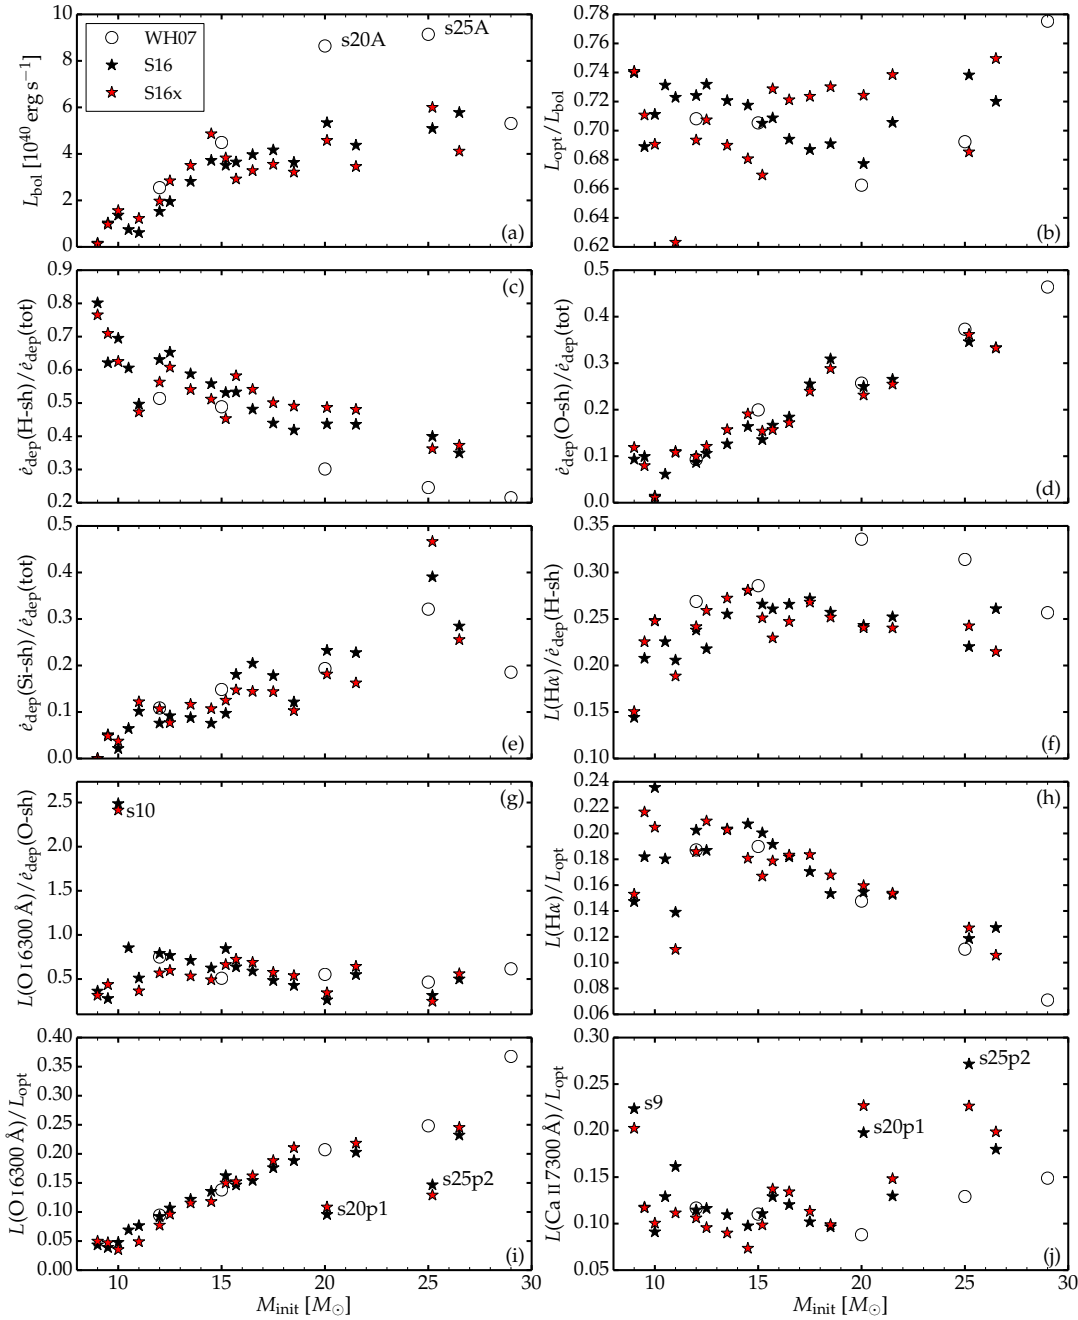 10
8
6
4
2
0
L_bol [10^40 erg s^−1]
WH07
S16
S16x
s20A
s25A
(a)
0.78
0.76
0.74
0.72
0.70
0.68
0.66
0.64
0.62
L_opt/L_bol
(b)
0.9
0.8
0.7
0.6
0.5
0.4
0.3
0.2
ė_dep(H-sh)/ė_dep(tot)
(c)
0.5
0.4
0.3
0.2
0.1
0.0
ė_dep(O-sh)/ė_dep(tot)
(d)
0.5
0.4
0.3
0.2
0.1
0.0
ė_dep(Si-sh)/ė_dep(tot)
(e)
0.35
0.30
0.25
0.20
0.15
0.10
L(Hα)/ė_dep(H-sh)
(f)
2.5
2.0
1.5
1.0
0.5
L(O I 6300 Å)/ė_dep(O-sh)
s10
(g)
0.24
0.22
0.20
0.18
0.16
0.14
0.12
0.10
0.08
0.06
L(Hα)/L_opt
(h)
0.40
0.35
0.30
0.25
0.20
0.15
0.10
0.05
0.00
L(O I 6300 Å)/L_opt
s20p1
s25p2
(i)
10 15 20 25 30
M_init [M_⊙]
0.30
0.25
0.20
0.15
0.10
0.05
L(Ca II 7300 Å)/L_opt
s9
s20p1
s25p2
(j)
10 15 20 25 30
M_init [M_⊙]